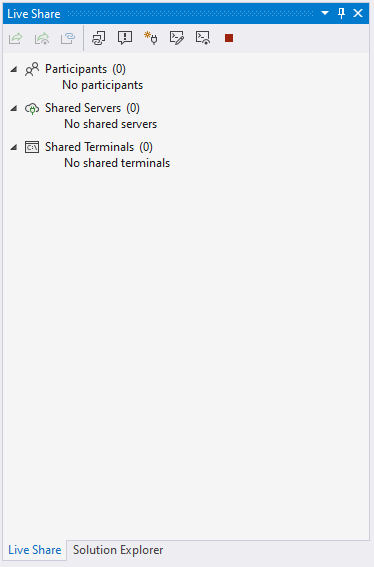 Live Share
Participants (0)
No participants
Shared Servers (0)
No shared servers
C:\
Shared Terminals (0)
No shared terminals
Live Share
Solution Explorer